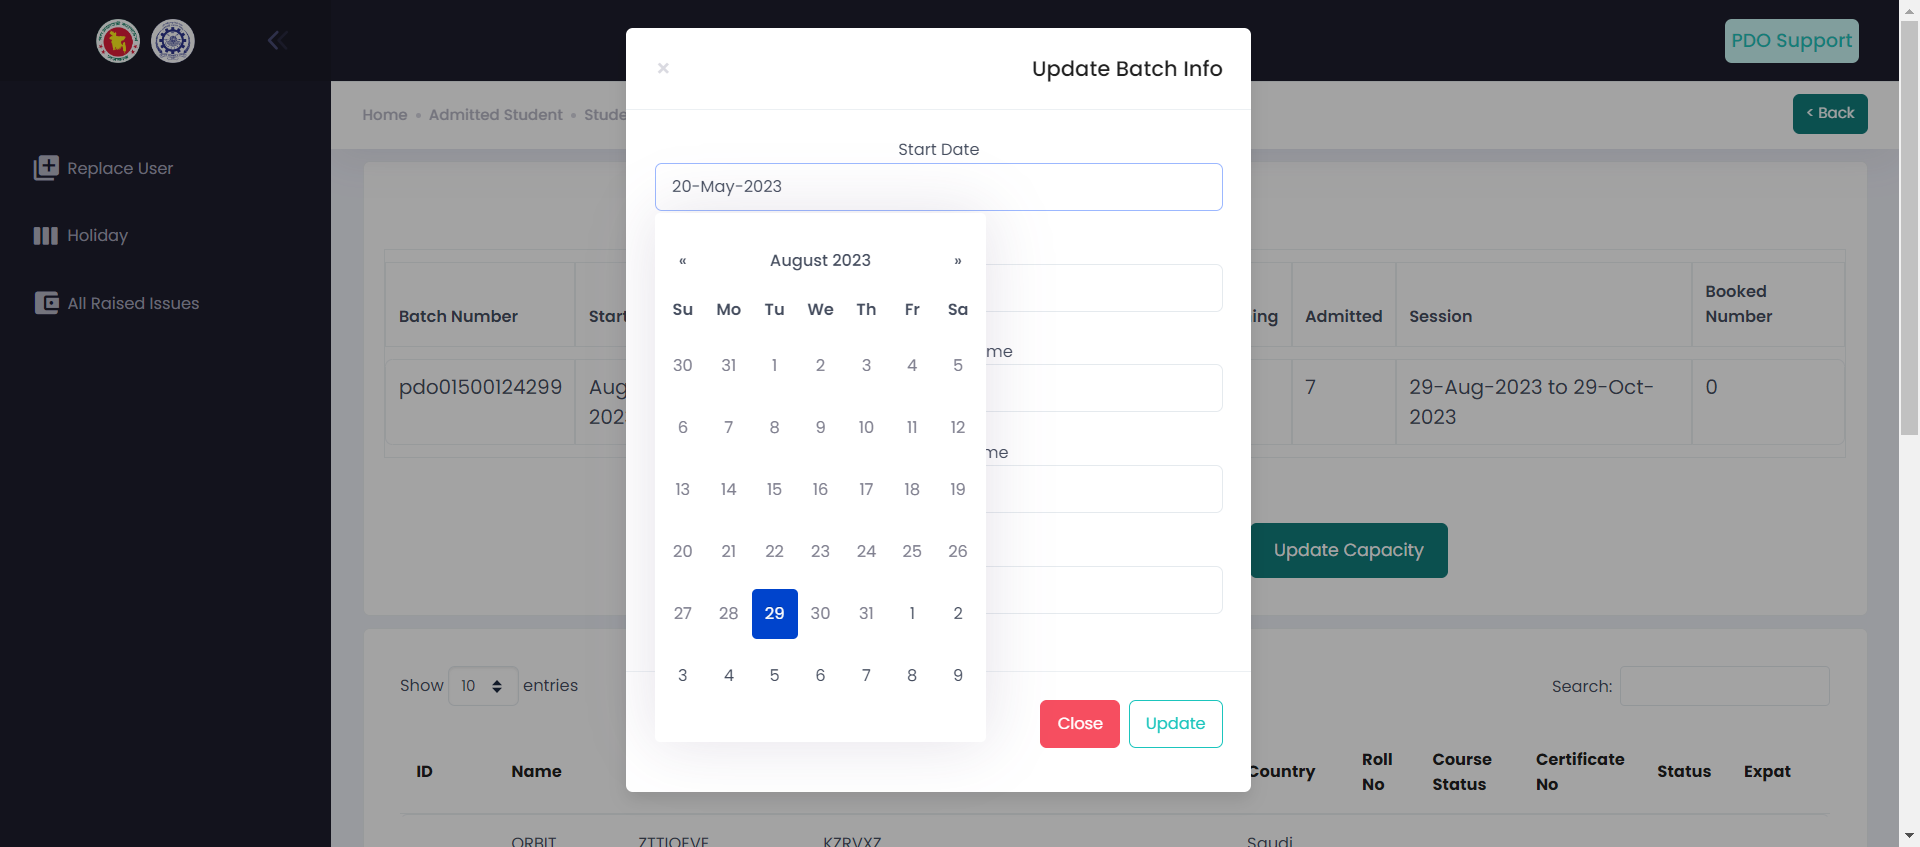 PDO Support
Update Batch Info
Home • Admitted Student • Stude
< Back
Replace User
Holiday
All Raised Issues
Start Date
20-May-2023
« August 2023 »
Su Mo Tu We Th Fr Sa
30 31 1 2 3 4 5
6 7 8 9 10 11 12
13 14 15 16 17 18 19
20 21 22 23 24 25 26
27 28 29 30 31 1 2
3 4 5 6 7 8 9
me
me
Close
Update
Batch Number
Start
ing
Admitted
Session
Booked
Number
pdo01500124299
Aug
202
7
29-Aug-2023 to 29-Oct-
2023
0
Update Capacity
Show 10 entries
Search:
ID
Name
Country
Roll
No
Course
Status
Certificate
No
Status
Expat
ORBIT
ZTTIOEVE
KZRVXZ
Saudi